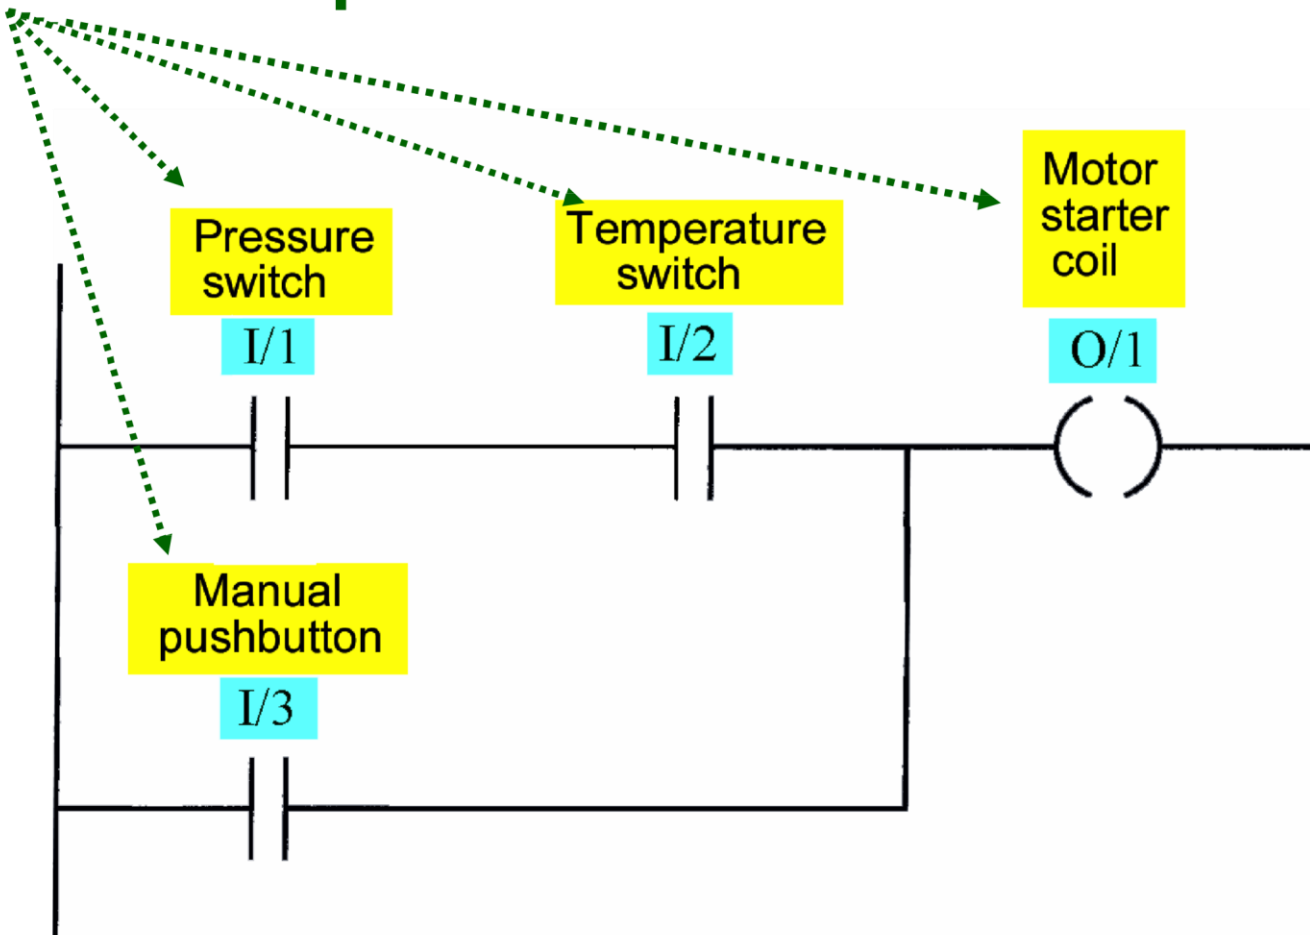 Pressure
switch
I/1
Temperature
switch
I/2
Motor
starter
coil
O/1
Manual
pushbutton
I/3